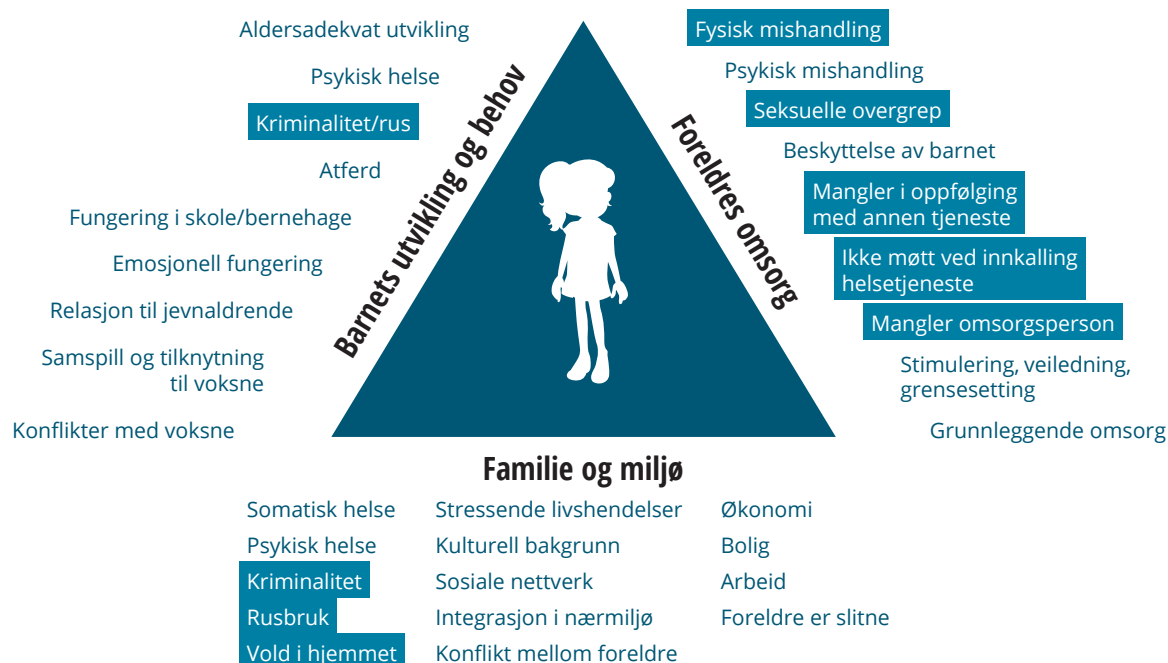 Aldersadekvat utvikling
Psykisk helse
Kriminalitet/rus
Atferd
Fungering i skole/bernehage
Emosjonell fungering
Relasjon til jevnaldrende
Samspill og tilknytning
til voksne
Konflikter med voksne
Barnets utvikling og behov
Foreldres omsorg
Fysisk mishandling
Psykisk mishandling
Seksuelle overgrep
Beskyttelse av barnet
Mangler i oppfølging
med annen tjeneste
Ikke møtt ved innkalling
helsetjeneste
Mangler omsorgsperson
Stimulering, veiledning,
grensesetting
Grunnleggende omsorg
Familie og miljø
Somatisk helse
Psykisk helse
Kriminalitet
Rusbruk
Vold i hjemmet
Stressende livshendelser
Kulturell bakgrunn
Sosiale nettverk
Integrasjon i nærmiljø
Konflikt mellom foreldre
Økonomi
Bolig
Arbeid
Foreldre er slitne